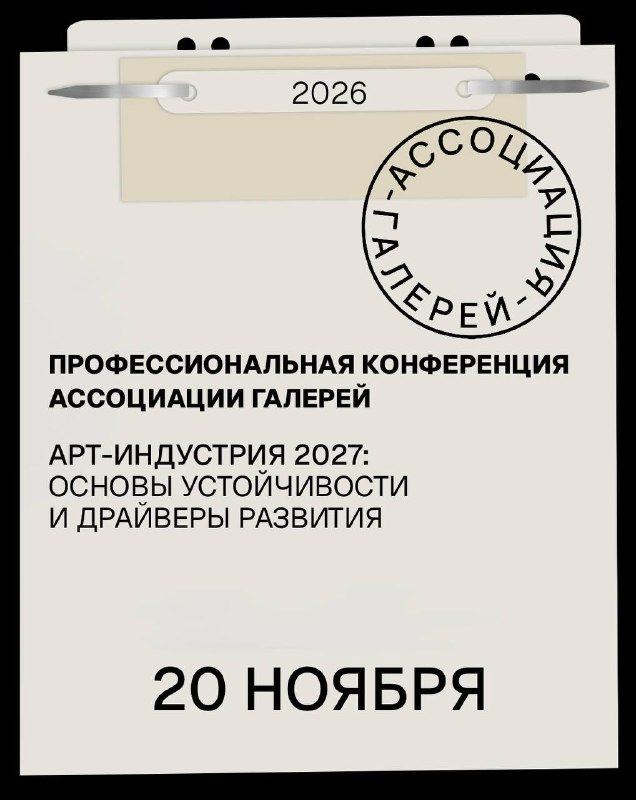 2026
АССОЦИАЦИЯ-ГАЛЕРЕЙ-
ПРОФЕССИОНАЛЬНАЯ КОНФЕРЕНЦИЯ
АССОЦИАЦИИ ГАЛЕРЕЙ
АРТ-ИНДУСТРИЯ 2027:
ОСНОВЫ УСТОЙЧИВОСТИ
И ДРАЙВЕРЫ РАЗВИТИЯ
20 НОЯБРЯ